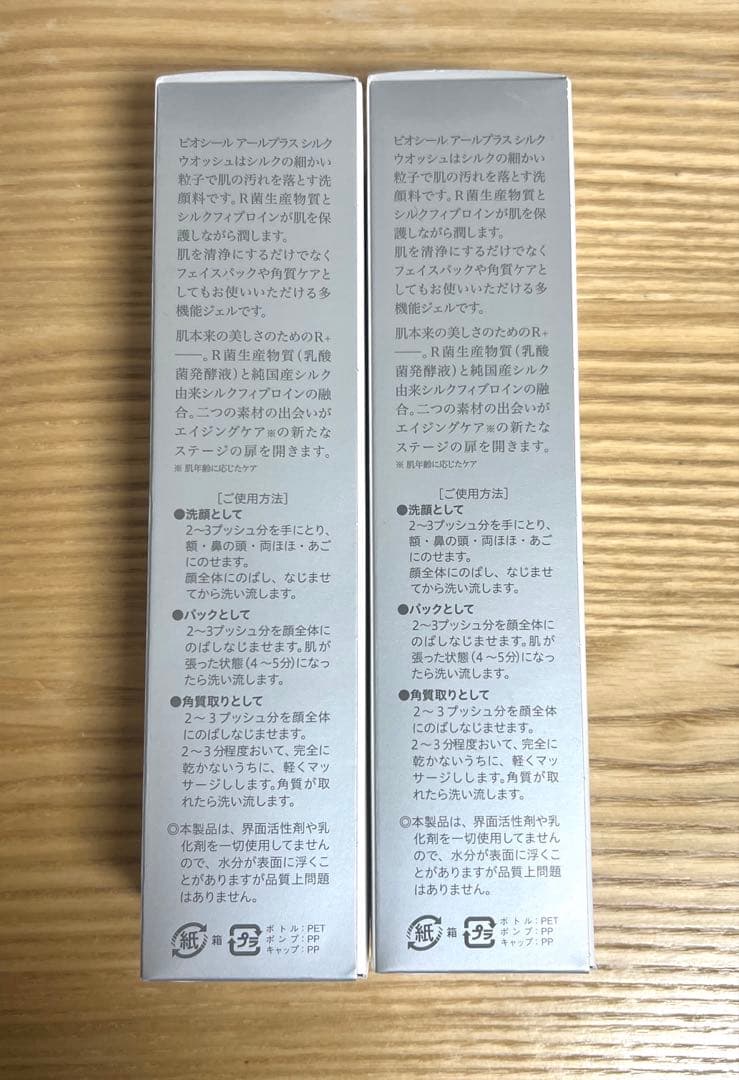 ビオシール アールプラス シルク
ウオッシュはシルクの細かい
粒子で肌の汚れを落とす洗
顔料です。R菌生産物質と
シルクフィブロインが肌を保
護しながら潤します。
肌を清浄にするだけでなく
フェイスパックや角質ケアと
してもお使いいただける多
機能ジェルです。
肌本来の美しさのためのR+
――。R菌生産物質（乳酸
菌発酵液）と純国産シルク
由来シルクフィブロインの融
合。二つの素材の出会いが
エイジングケア※の新たな
ステージの扉を開きます。
※ 肌年齢に応じたケア
［ご使用方法］
●洗顔として
2〜3プッシュ分を手にとり、
額・鼻の頭・両ほほ・あご
にのせます。
顔全体にのばし、なじませ
てから洗い流します。
●パックとして
2〜3プッシュ分を顔全体に
のばしなじませます。肌が
張った状態（4〜5分）になっ
たら洗い流します。
●角質取りとして
2〜3プッシュ分を顔全体
にのばしなじませます。
2〜3分程度おいて、完全に
乾かないうちに、軽くマッ
サージしします。角質が取
れたら洗い流します。
◎本製品は、界面活性剤や乳
化剤を一切使用してません
ので、水分が表面に浮くこ
とがありますが品質上問題
はありません。
紙 箱 プラ ボトル：PET
ポンプ：PP
キャップ：PP
ビオシール アールプラス シルク
ウオッシュはシルクの細かい
粒子で肌の汚れを落とす洗
顔料です。R菌生産物質と
シルクフィブロインが肌を保
護しながら潤します。
肌を清浄にするだけでなく
フェイスパックや角質ケアと
してもお使いいただける多
機能ジェルです。
肌本来の美しさのためのR+
――。R菌生産物質（乳酸
菌発酵液）と純国産シルク
由来シルクフィブロインの融
合。二つの素材の出会いが
エイジングケア※の新たな
ステージの扉を開きます。
※ 肌年齢に応じたケア
［ご使用方法］
●洗顔として
2〜3プッシュ分を手にとり、
額・鼻の頭・両ほほ・あご
にのせます。
顔全体にのばし、なじませ
てから洗い流します。
●パックとして
2〜3プッシュ分を顔全体に
のばしなじませます。肌が
張った状態（4〜5分）になっ
たら洗い流します。
●角質取りとして
2〜3プッシュ分を顔全体
にのばしなじませます。
2〜3分程度おいて、完全に
乾かないうちに、軽くマッ
サージしします。角質が取
れたら洗い流します。
◎本製品は、界面活性剤や乳
化剤を一切使用してません
ので、水分が表面に浮くこ
とがありますが品質上問題
はありません。
紙 箱 プラ ボトル：PET
ポンプ：PP
キャップ：PP